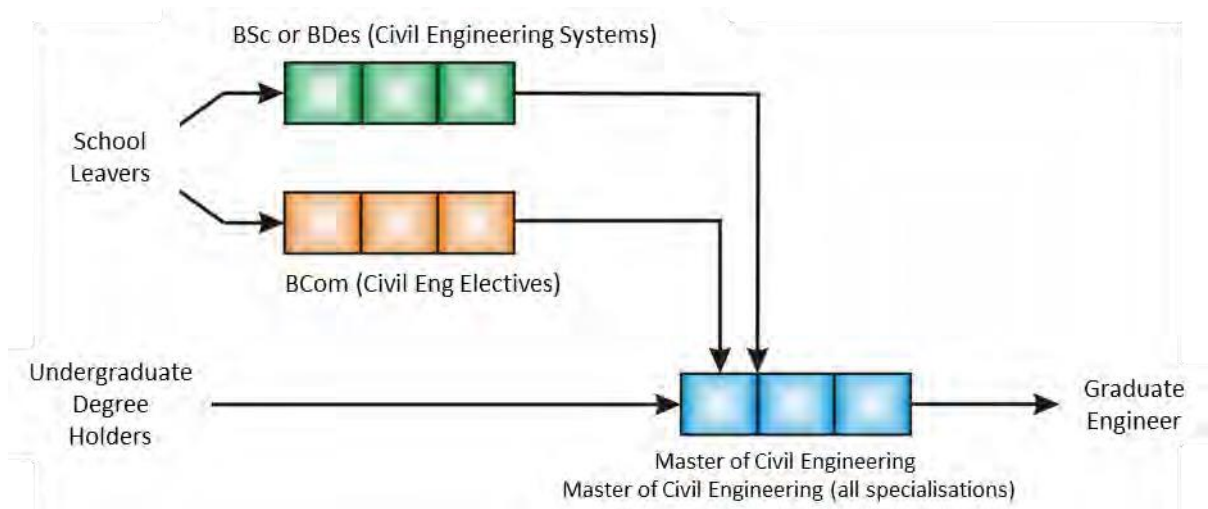 BSc or BDes (Civil Engineering Systems)
School
Leavers
BCom (Civil Eng Electives)
Undergraduate
Degree
Holders
Graduate
Engineer
Master of Civil Engineering
Master of Civil Engineering (all specialisations)